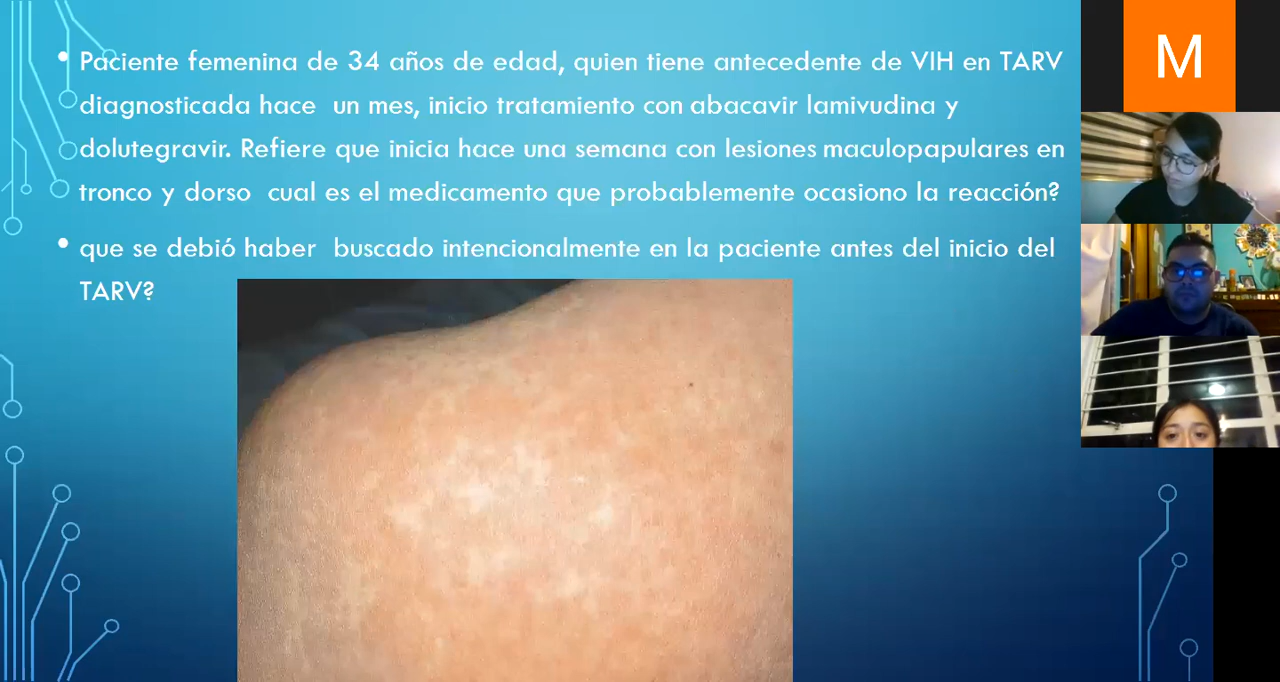 • Paciente femenina de 34 años de edad, quien tiene antecedente de VIH en TARV
diagnosticada hace un mes, inicio tratamiento con abacavir lamivudina y
dolutegravir. Refiere que inicia hace una semana con lesiones maculopapulares en
tronco y dorso cual es el medicamento que probablemente ocasiono la reacción?
• que se debió haber buscado intencionalmente en la paciente antes del inicio del
TARV?
M